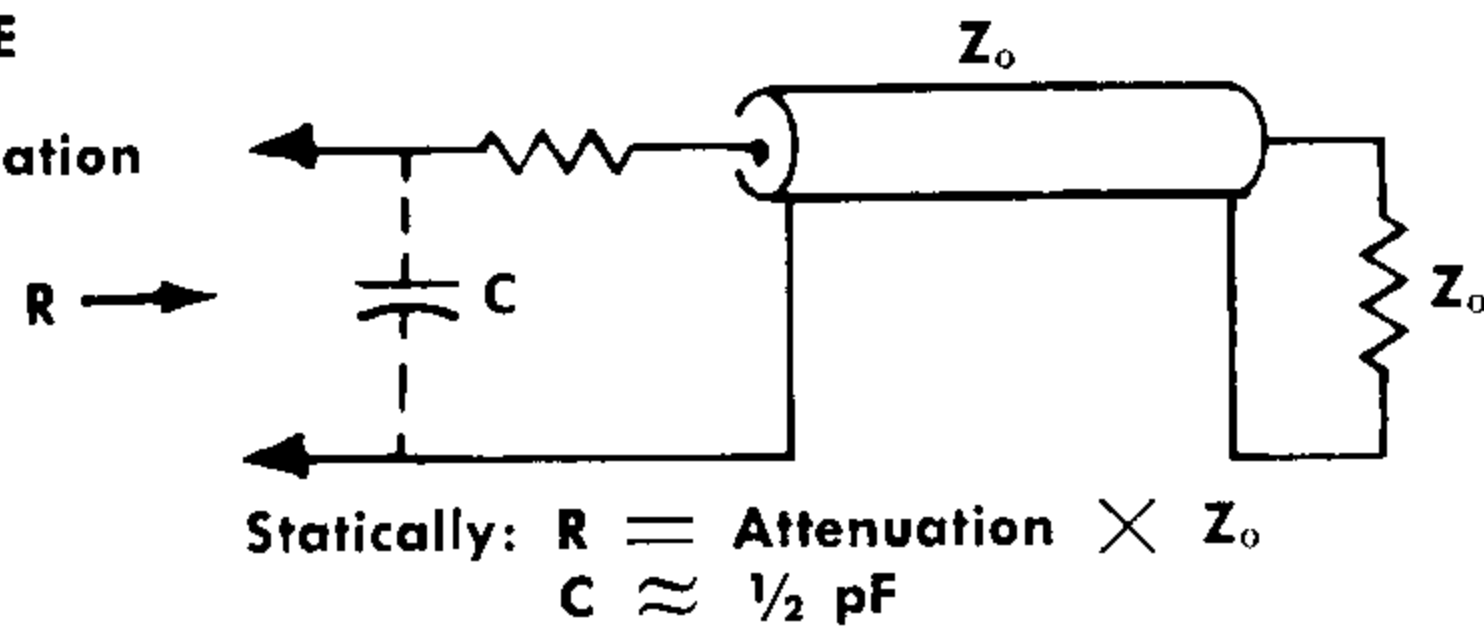 E
Z₀
ation
R
C
Z₀
Statically: R = Attenuation × Z₀
C ≈ ½ pF